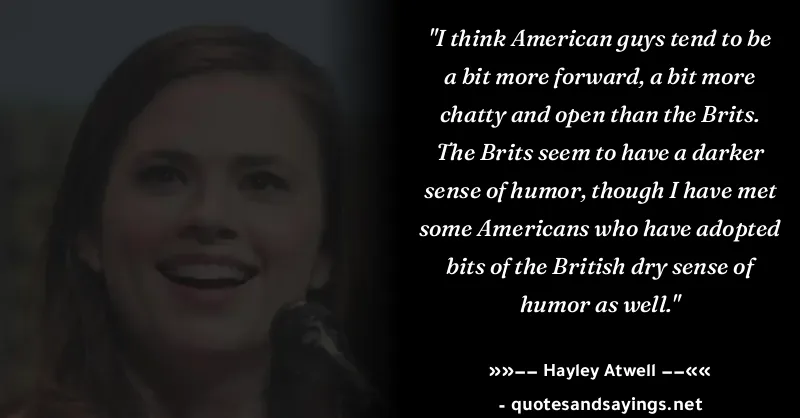 "I think American guys tend to be
a bit more forward, a bit more
chatty and open than the Brits.
The Brits seem to have a darker
sense of humor, though I have met
some Americans who have adopted
bits of the British dry sense of
humor as well."
»»−− Hayley Atwell −−««
- quotesandsayings.net